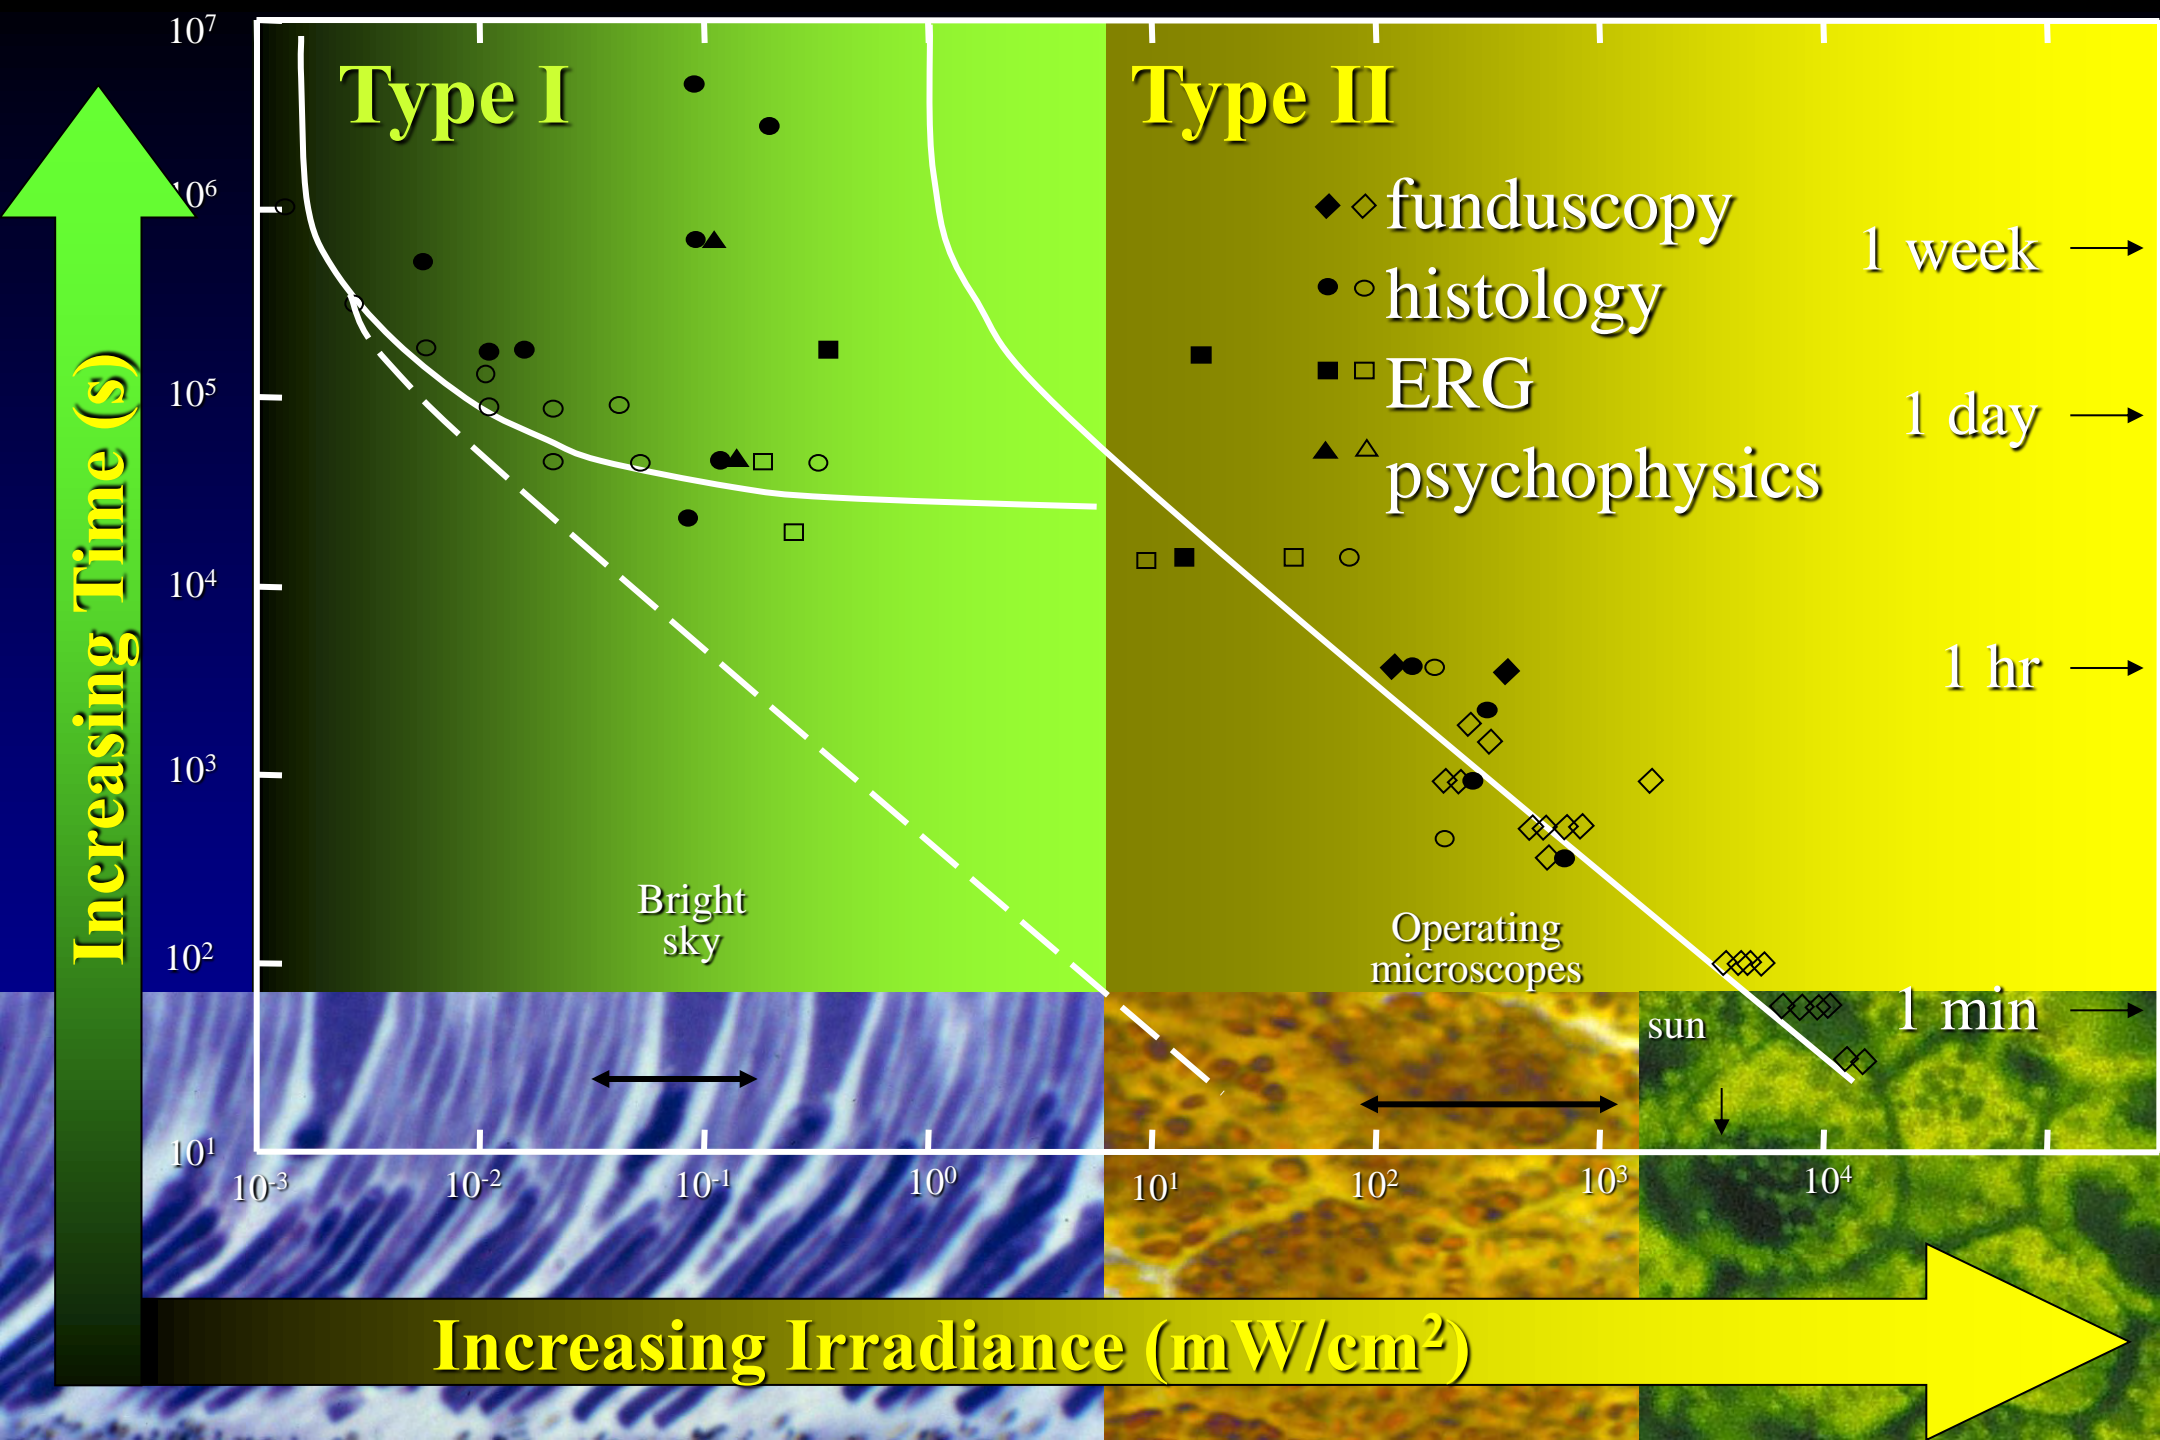 10⁷
Type I
Type II
10⁶
funduscopy
1 week
histology
ERG
10⁵
1 day
psychophysics
10⁴
1 hr
10³
Bright
sky
Operating
microscopes
10²
1 min
sun
10¹
10⁻³
10⁻²
10⁻¹
10⁰
10¹
10²
10³
10⁴
Increasing Time (s)
Increasing Irradiance (mW/cm²)